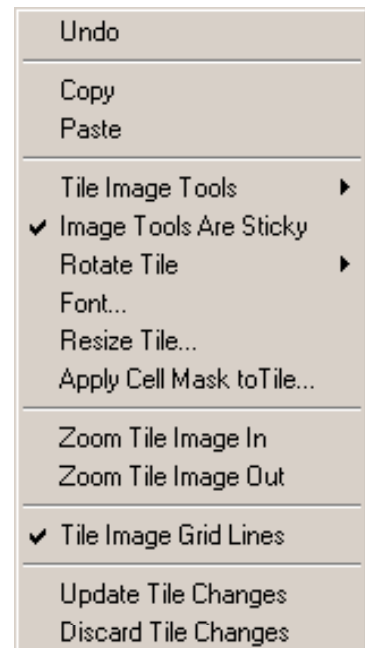 Undo
Copy
Paste
Tile Image Tools
Image Tools Are Sticky
Rotate Tile
Font...
Resize Tile...
Apply Cell Mask toTile...
Zoom Tile Image In
Zoom Tile Image Out
Tile Image Grid Lines
Update Tile Changes
Discard Tile Changes